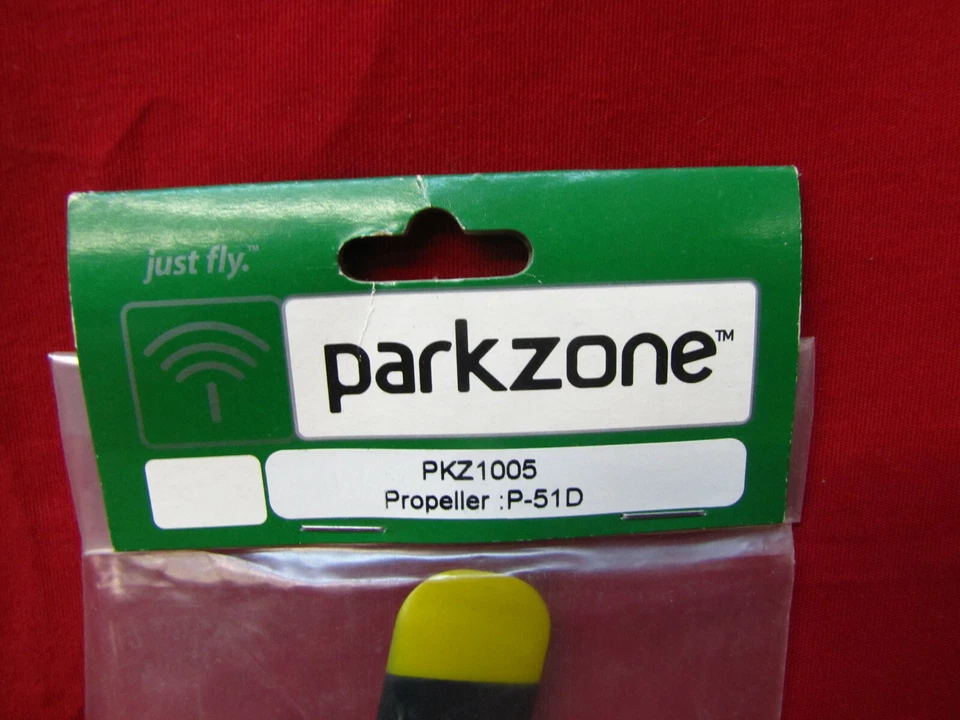 just fly.™
parkzone™
PKZ1005
Propeller :P-51D